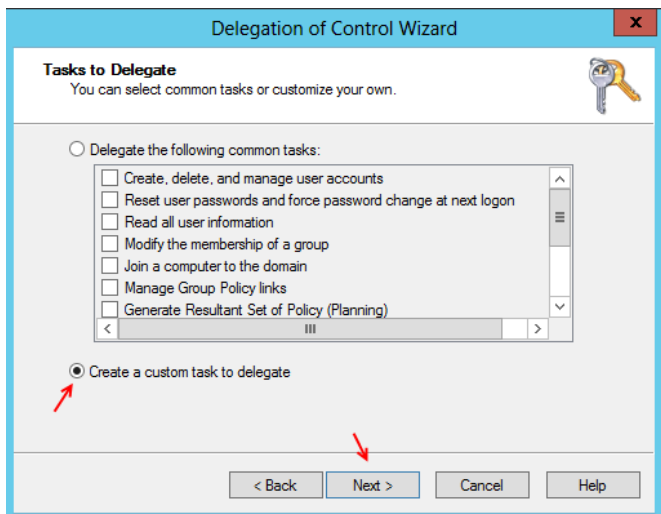 Delegation of Control Wizard
x
Tasks to Delegate
You can select common tasks or customize your own.
Delegate the following common tasks:
Create, delete, and manage user accounts
Reset user passwords and force password change at next logon
Read all user information
Modify the membership of a group
Join a computer to the domain
Manage Group Policy links
Generate Resultant Set of Policy (Planning)
Create a custom task to delegate
< Back Next > Cancel Help